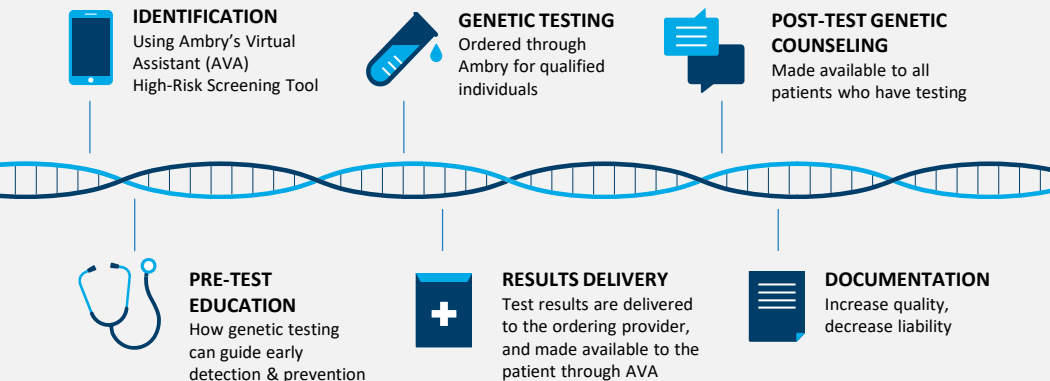 IDENTIFICATION
Using Ambry's Virtual
Assistant (AVA)
High-Risk Screening Tool
GENETIC TESTING
Ordered through
Ambry for qualified
individuals
POST-TEST GENETIC
COUNSELING
Made available to all
patients who have testing
PRE-TEST
EDUCATION
How genetic testing
can guide early
detection & prevention
RESULTS DELIVERY
Test results are delivered
to the ordering provider,
and made available to the
patient through AVA
DOCUMENTATION
Increase quality,
decrease liability